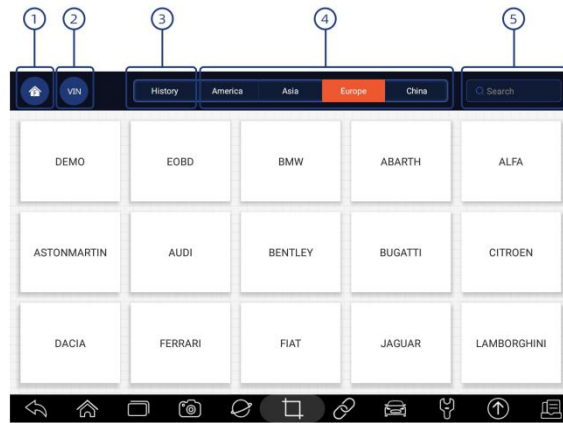 1 2 3 4 5
VIN History America Asia Europe China Search
DEMO EOBD BMW ABARTH ALFA
ASTONMARTIN AUDI BENTLEY BUGATTI CITROEN
DACIA FERRARI FIAT JAGUAR LAMBORGHINI